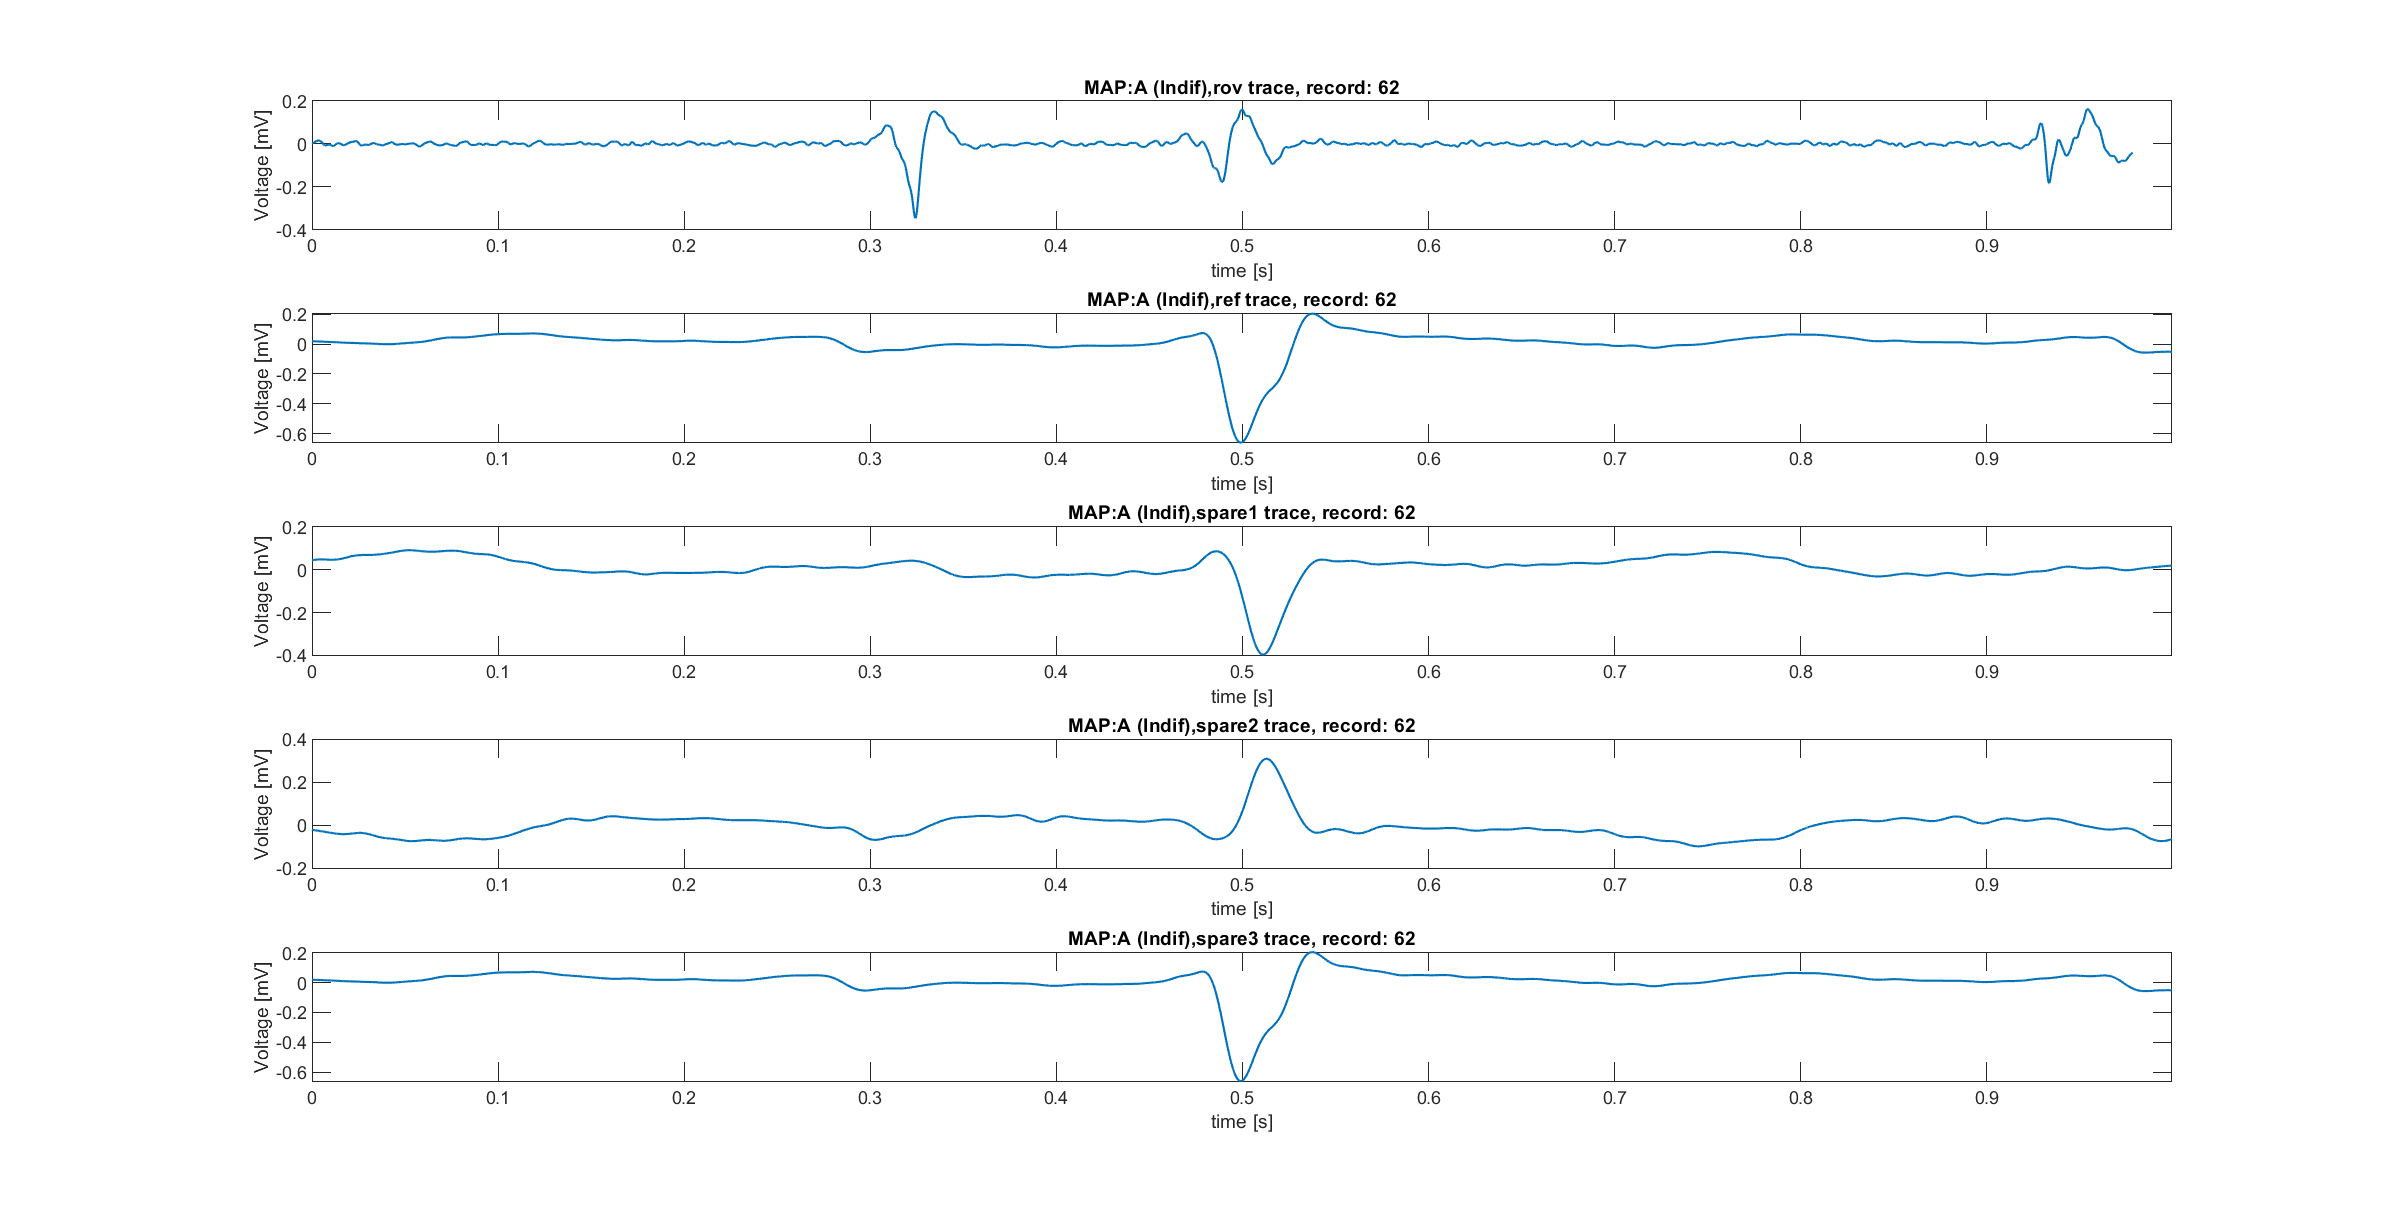 MAP:A (Indif),rov trace, record: 62
Voltage [mV]
0.2
0
-0.2
-0.4
0 0.1 0.2 0.3 0.4 0.5 0.6 0.7 0.8 0.9
time [s]
MAP:A (Indif),ref trace, record: 62
Voltage [mV]
0.2
0
-0.2
-0.4
-0.6
0 0.1 0.2 0.3 0.4 0.5 0.6 0.7 0.8 0.9
time [s]
MAP:A (Indif),spare1 trace, record: 62
Voltage [mV]
0.2
0
-0.2
-0.4
0 0.1 0.2 0.3 0.4 0.5 0.6 0.7 0.8 0.9
time [s]
MAP:A (Indif),spare2 trace, record: 62
Voltage [mV]
0.4
0.2
0
-0.2
0 0.1 0.2 0.3 0.4 0.5 0.6 0.7 0.8 0.9
time [s]
MAP:A (Indif),spare3 trace, record: 62
Voltage [mV]
0.2
0
-0.2
-0.4
-0.6
0 0.1 0.2 0.3 0.4 0.5 0.6 0.7 0.8 0.9
time [s]